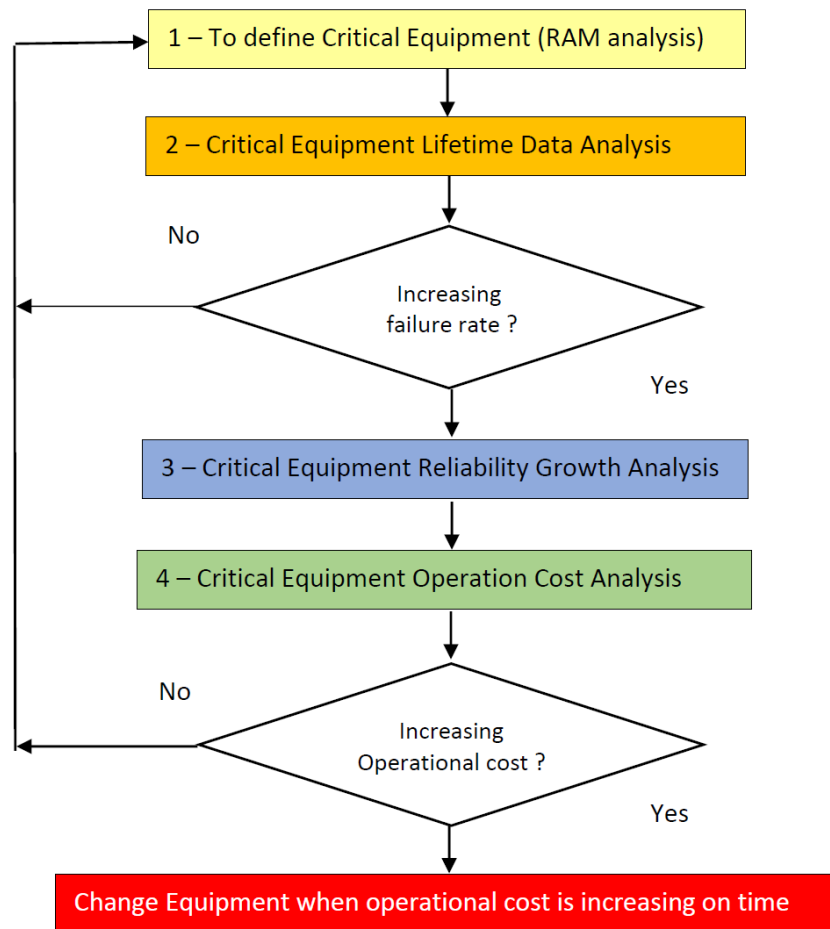 1 – To define Critical Equipment (RAM analysis)
2 – Critical Equipment Lifetime Data Analysis
No
Increasing
failure rate ?
Yes
3 – Critical Equipment Reliability Growth Analysis
4 – Critical Equipment Operation Cost Analysis
No
Increasing
Operational cost ?
Yes
Change Equipment when operational cost is increasing on time